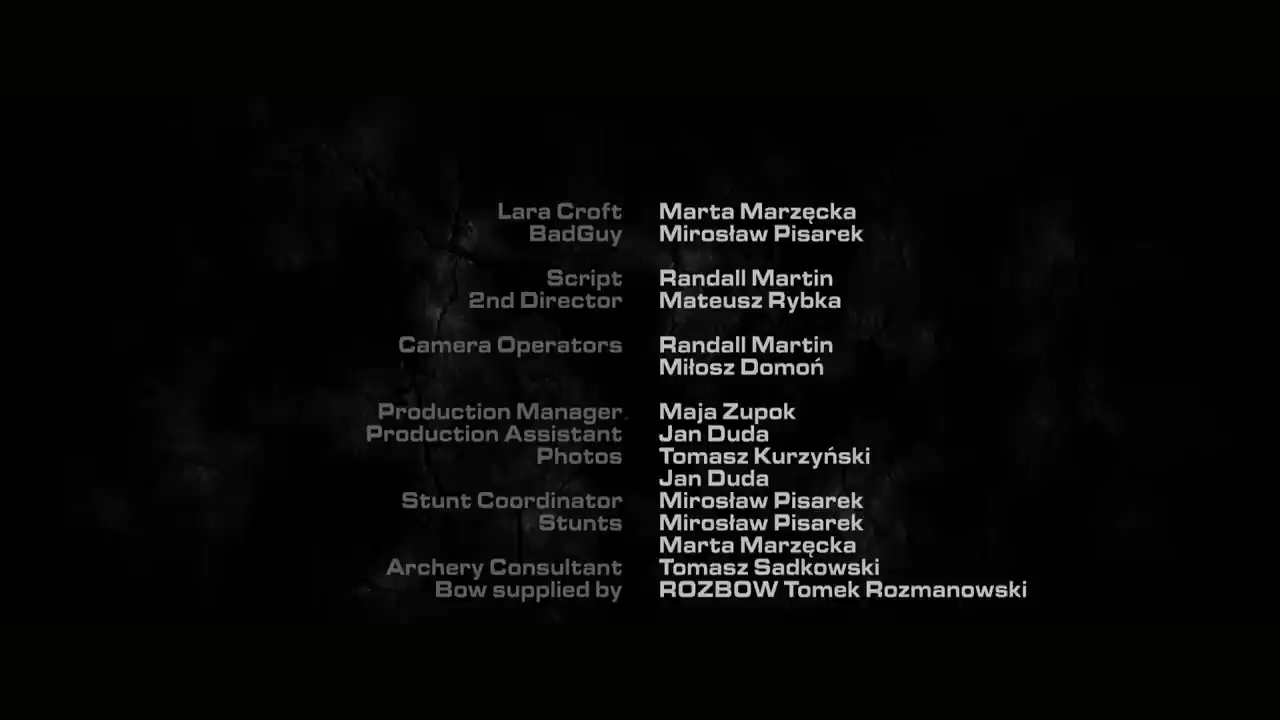 Lara Croft Marta Marzęcka
BadGuy Mirosław Pisarek
Script Randall Martin
2nd Director Mateusz Rybka
Camera Operators Randall Martin
Miłosz Domoń
Production Manager Maja Zupok
Production Assistant Jan Duda
Photos Tomasz Kurzyński
Jan Duda
Stunt Coordinator Mirosław Pisarek
Stunts Mirosław Pisarek
Marta Marzęcka
Archery Consultant Tomasz Sadkowski
Bow supplied by ROZBOW Tomek Rozmanowski